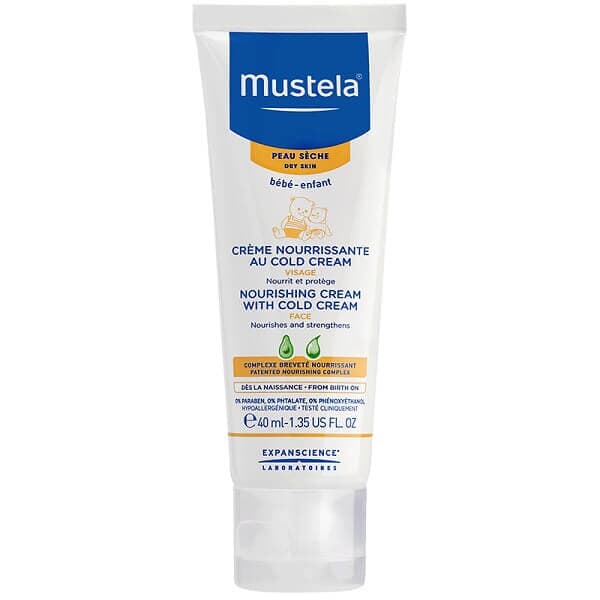 Mustela®
PEAU SÈCHE
DRY SKIN
bébé-enfant
CRÈME NOURRISSANTE
AU COLD CREAM
VISAGE
Nourrit et protège
NOURISHING CREAM
WITH COLD CREAM
FACE
Nourishes and strengthens
COMPLEXE BREVETÉ NOURRISSANT
PATENTED NOURISHING COMPLEX
DÈS LA NAISSANCE - FROM BIRTH ON
0% PARABEN, 0% PHTALATE, 0% PHÉNOXYÉTHANOL
HYPOALLERGÉNIQUE • TESTÉ CLINIQUEMENT
℮ 40 ml-1.35 US FL. OZ
EXPANSCIENCE®
LABORATOIRES